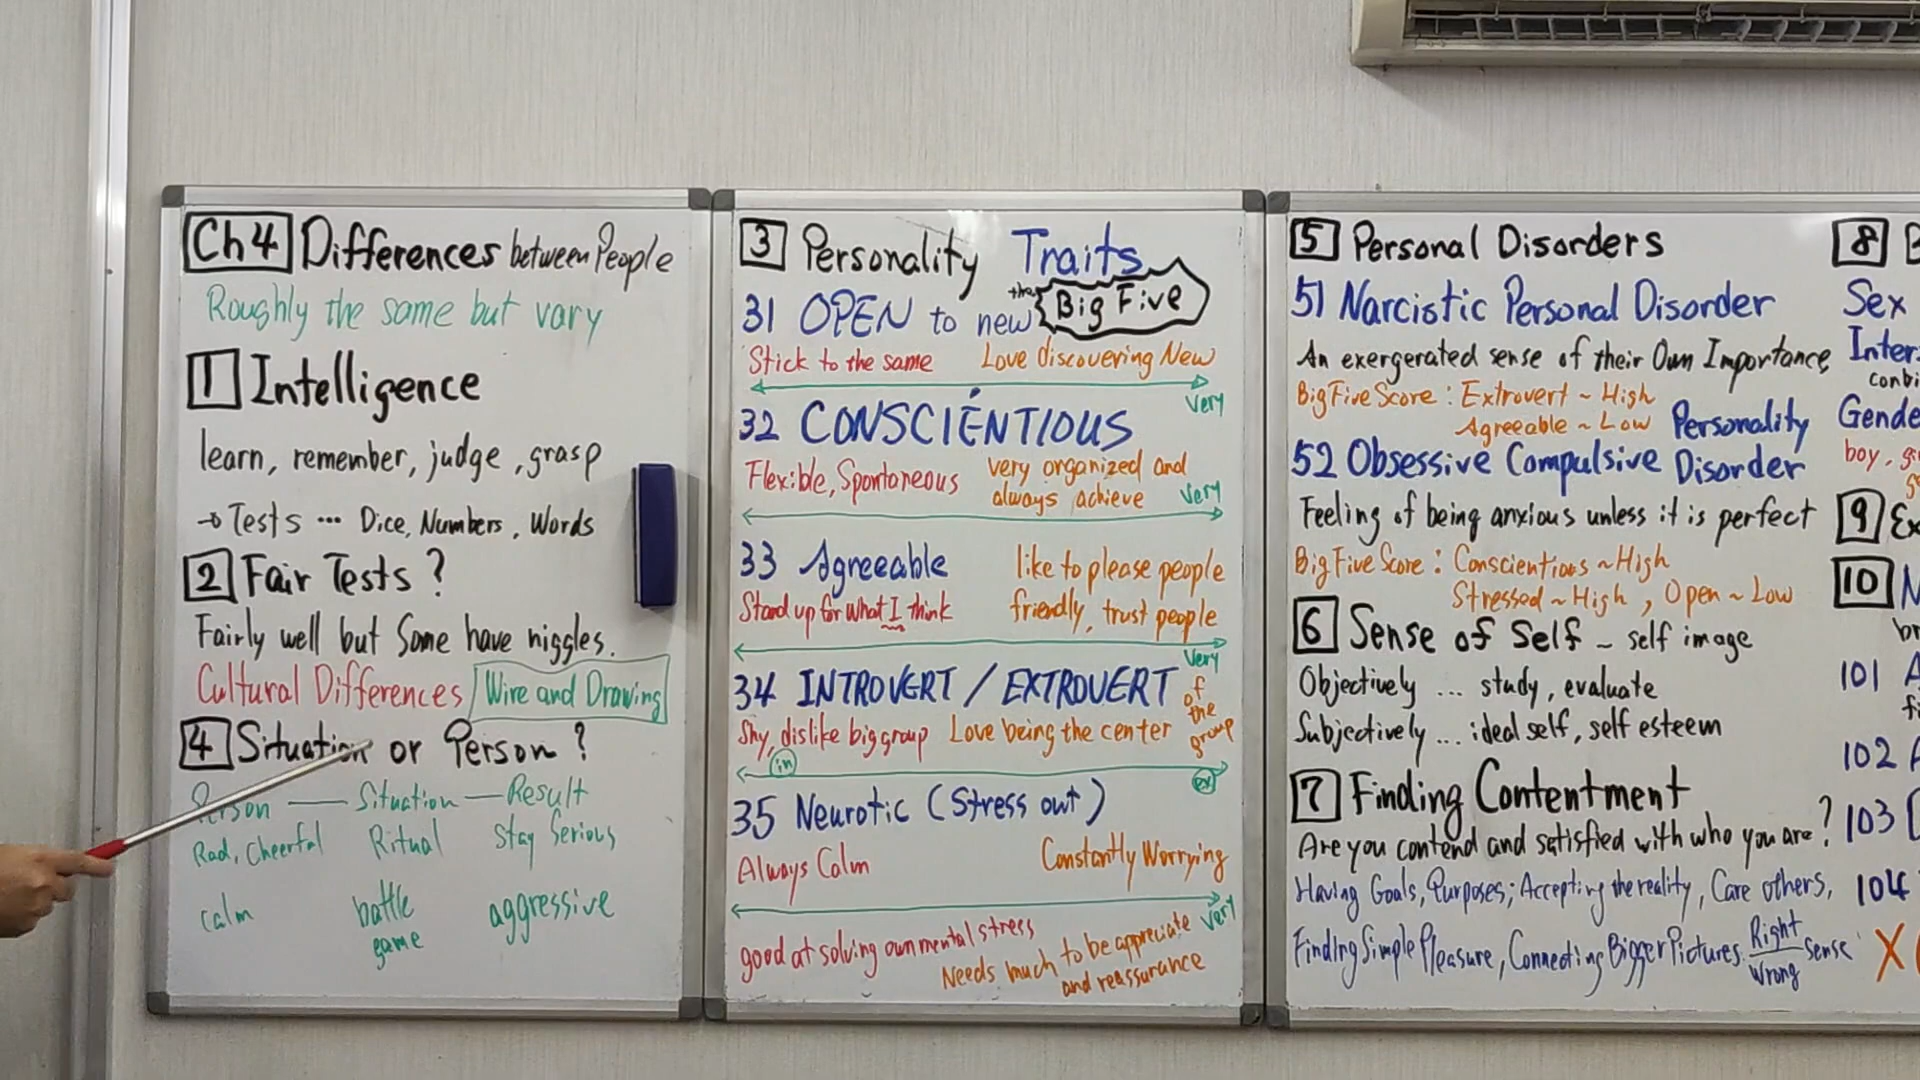 Ch4 Differences between People
Roughly the same but vary
1 Intelligence
learn, remember, judge, grasp
→ Tests ... Dice, Numbers, Words
2 Fair Tests?
Fairly well but Some have niggles.
Cultural Differences Wire and Drawing
4 Situation or Person?
Person — Situation — Result
Rad, Cheerful Ritual Stay Serious
calm battle game aggressive
3 Personality Traits
the Big Five
31 OPEN to new
Stick to the same Love discovering New
Very
32 CONSCIENTIOUS
Flexible, Spontaneous very organized and
always achieve Very
33 Agreeable like to please people
Stand up for what I think friendly, trust people
Very
34 INTROVERT / EXTROVERT
Shy, dislike big group Love being the center of the group
in ex
35 Neurotic (Stress out)
Always Calm Constantly Worrying
Very
good at solving own mental stress
Needs much to be appreciate
and reassurance
5 Personal Disorders
51 Narcistic Personal Disorder
An exergerated sense of their Own Importance
Big Five Score: Extrovert ~ High
Agreeable ~ Low
52 Obsessive Compulsive Personality Disorder
Feeling of being anxious unless it is perfect
Big Five Score: Conscientious ~ High
Stressed ~ High, Open ~ Low
6 Sense of Self ~ self image
Objectively ... study, evaluate
Subjectively ... ideal self, self esteem
7 Finding Contentment
Are you contend and satisfied with who you are?
Having Goals, Purposes; Accepting the reality, Care others,
Finding Simple Pleasure, Connecting Bigger Pictures. Right Wrong sense
8
Sex
Inter
combi
Gende
boy,
9 Ex
10
101
102
103
104